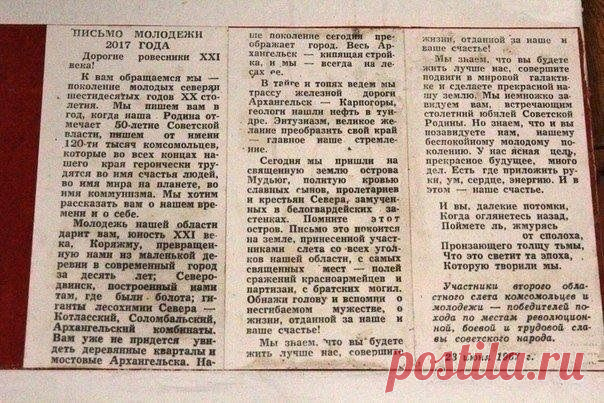 ПИСЬМО МОЛОДЕЖИ
2017 ГОДА
Дорогие ровесники XXI
века!
К вам обращаемся мы —
поколение молодых северян
шестидесятых годов XX сто-
летия. Мы пишем вам в
год, когда наша Родина от-
мечает 50-летие Советской
власти, пишем от имени
120-ти тысяч комсомольцев,
которые во всех концах на-
шего края героически тру-
дятся во имя счастья людей,
во имя мира на планете, во
имя коммунизма. Мы хотим
рассказать вам о нашем вре-
мени и о себе.
Молодежь нашей области
дарит вам, юность XXI ве-
ка, Коряжму, превращен-
ную нами из маленькой де-
ревни в современный город
за десять лет; Северо-
двинск, построенный нами
там, где были болота; ги-
ганты лесохимии Севера —
Котласский, Соломбальский,
Архангельский комбинаты.
Вам уже не придется уви-
деть деревянные кварталы и
мостовые Архангельска. На-
ше поколение сегодня пре-
ображает город. Весь Ар-
хангельск — кипящая строй-
ка, и мы — всегда на ле-
сах ее.
В тайге и топях ведем мы
трассу железной дороги
Архангельск — Карпогоры,
геологи нашли нефть в тун-
дре. Энтузиазм, великое же-
лание преобразить свой край
— главное наше стремле-
ние.
Сегодня мы пришли на
священную землю острова
Мудьюг, политую кровью
славных сынов, пролетариев
и крестьян Севера, замучен-
ных в белогвардейских за-
стенках. Помните этот
остров. Письмо это покоится
на земле, принесенной участ-
никами слета со всех уголков
нашей области, с самых
священных мест — полей
сражений красноармейцев и
партизан, с братских могил.
Обнажи голову и вспомни о
несгибаемом мужестве, о
жизни, отданной за наше и
ваше счастье!
Мы знаем, что вы будете
жить лучше нас, совершите
жизни, отданной за наше и
ваше счастье!
Мы знаем, что вы будете
жить лучше нас, совершите
подвиги в мировой галакти-
ке и сделаете прекрасной на-
шу землю. Мы немножко за-
видуем вам, встречающим
столетний юбилей Советской
Родины. Но знаем, что и вы
позавидуете нам, нашему
беспокойному молодому по-
колению. У нас ясная цель,
прекрасное будущее, много
дел. Есть где приложить ру-
ки, ум, сердце, энергию. И в
этом — наше счастье.
И вы, далекие потомки,
Когда оглянетесь назад,
Поймете ль, жмурясь
от сполоха,
Пронзающего толщу тьмы,
Что это светит та эпоха,
Которую творили мы.
Участники второго обла-
стного слета комсомольцев и
молодежи — победителей по-
хода по местам революцион-
ной, боевой и трудовой сла-
вы советского народа.
23 июня 1967 г.
postila.ru